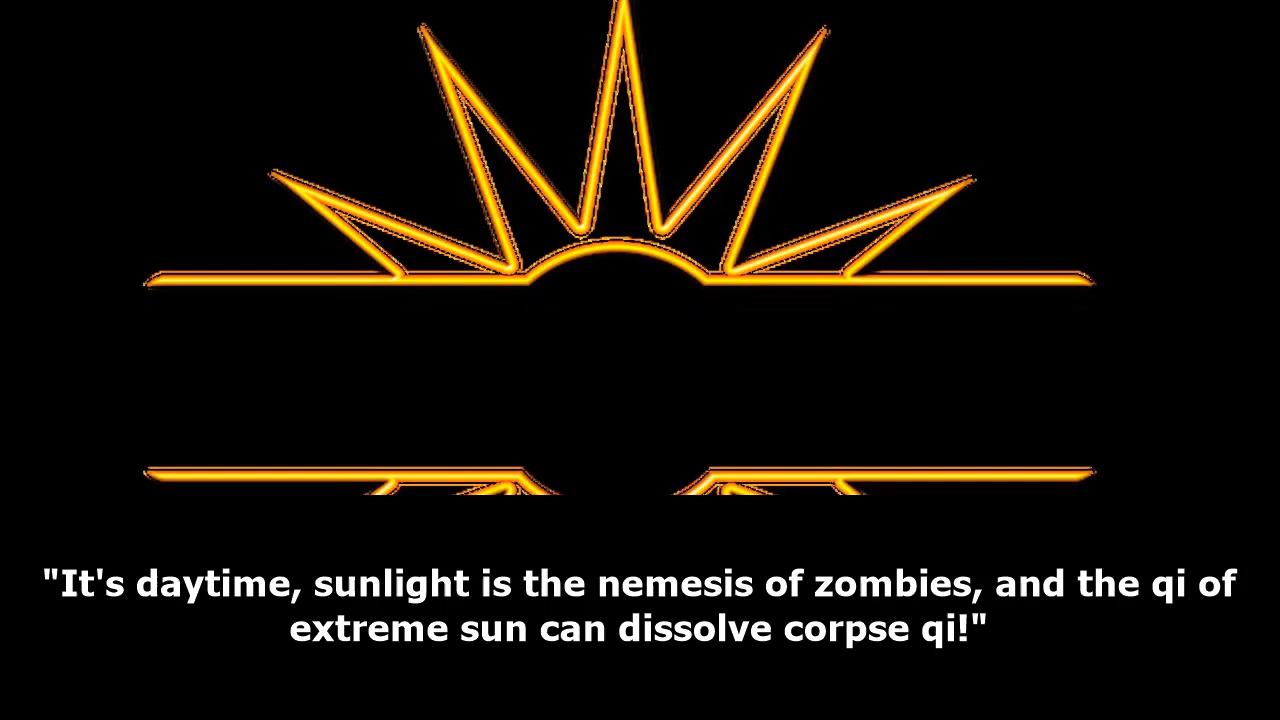 "It's daytime, sunlight is the nemesis of zombies, and the qi of
extreme sun can dissolve corpse qi!"